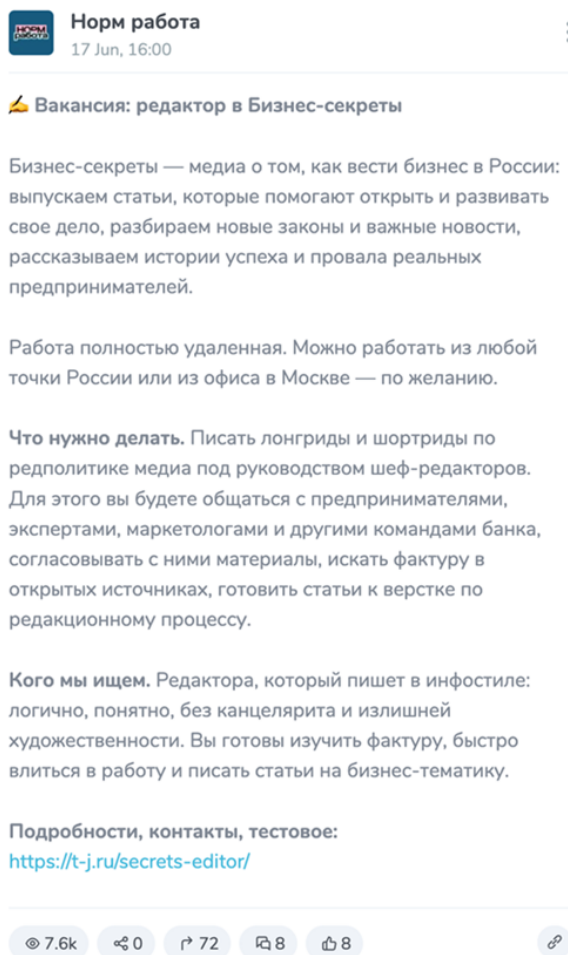 НОРМ
работа
Норм работа
17 Jun, 16:00
✍️ Вакансия: редактор в Бизнес-секреты
Бизнес-секреты — медиа о том, как вести бизнес в России:
выпускаем статьи, которые помогают открыть и развивать
свое дело, разбираем новые законы и важные новости,
рассказываем истории успеха и провала реальных
предпринимателей.
Работа полностью удаленная. Можно работать из любой
точки России или из офиса в Москве — по желанию.
Что нужно делать. Писать лонгриды и шортриды по
редполитике медиа под руководством шеф-редакторов.
Для этого вы будете общаться с предпринимателями,
экспертами, маркетологами и другими командами банка,
согласовывать с ними материалы, искать фактуру в
открытых источниках, готовить статьи к верстке по
редакционному процессу.
Кого мы ищем. Редактора, который пишет в инфостиле:
логично, понятно, без канцелярита и излишней
художественности. Вы готовы изучить фактуру, быстро
влиться в работу и писать статьи на бизнес-тематику.
Подробности, контакты, тестовое:
https://t-j.ru/secrets-editor/
7.6k 0 72 8 8